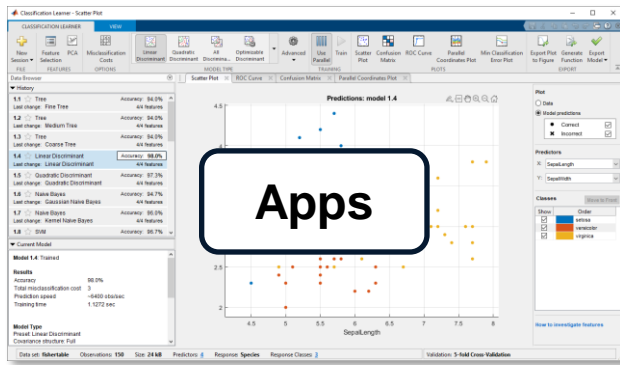 Classification Learner - Scatter Plot
CLASSIFICATION LEARNER VIEW
New Session Feature Selection PCA Misclassification Costs Linear Discriminant Quadratic Discriminant All Discrimina... Optimizable Discriminant Advanced Use Parallel Train Scatter Plot Confusion Matrix ROC Curve Parallel Coordinates Plot Min Classification Error Plot Export Plot to Figure Generate Function Export Model
FILE FEATURES OPTIONS MODEL TYPE TRAINING PLOTS EXPORT
Data Browser
Scatter Plot ROC Curve Confusion Matrix Parallel Coordinates Plot
History
1.1 Tree Accuracy: 94.0%
Last change: Fine Tree 4/4 features
1.2 Tree Accuracy: 94.0%
Last change: Medium Tree 4/4 features
1.3 Tree Accuracy: 94.0%
Last change: Coarse Tree 4/4 features
1.4 Linear Discriminant Accuracy: 98.0%
Last change: Linear Discriminant 4/4 features
1.5 Quadratic Discriminant Accuracy: 97.3%
Last change: Quadratic Discriminant 4/4 features
1.6 Naive Bayes Accuracy: 94.7%
Last change: Gaussian Naive Bayes 4/4 features
1.7 Naive Bayes Accuracy: 95.0%
Last change: Kernel Naive Bayes 4/4 features
1.8 SVM Accuracy: 96.7%
Current Model
Model 1.4: Trained
Results
Accuracy 98.0%
Total misclassification cost 3
Prediction speed ~6400 obs/sec
Training time 1.1272 sec
Model Type
Preset: Linear Discriminant
Covariance structure: Full
Predictions: model 1.4
4.5
4
Apps
2.5
2
4.5 5 5.5 6 6.5 7 7.5 8
SepalLength
Plot
Data
Model predictions
Correct
Incorrect
Predictors
X: SepalLength
Y: SepalWidth
Classes Move to Front
Show Order
setosa
versicolor
virginica
How to investigate features
Data set: fishertable Observations: 150 Size: 24 kB Predictors: 4 Response: Species Response Classes: 3 Validation: 5-fold Cross-Validation